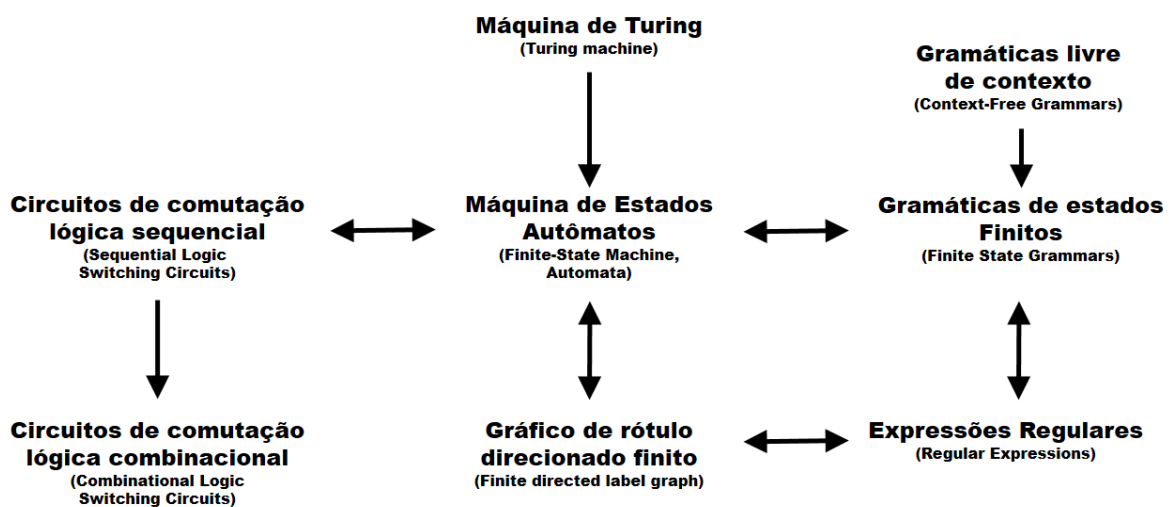 Máquina de Turing
(Turing machine)
Gramáticas livre
de contexto
(Context-Free Grammars)
Circuitos de comutação
lógica sequencial
(Sequential Logic
Switching Circuits)
Máquina de Estados
Autômatos
(Finite-State Machine,
Automata)
Gramáticas de estados
Finitos
(Finite State Grammars)
Circuitos de comutação
lógica combinacional
(Combinational Logic
Switching Circuits)
Gráfico de rótulo
direcionado finito
(Finite directed label graph)
Expressões Regulares
(Regular Expressions)